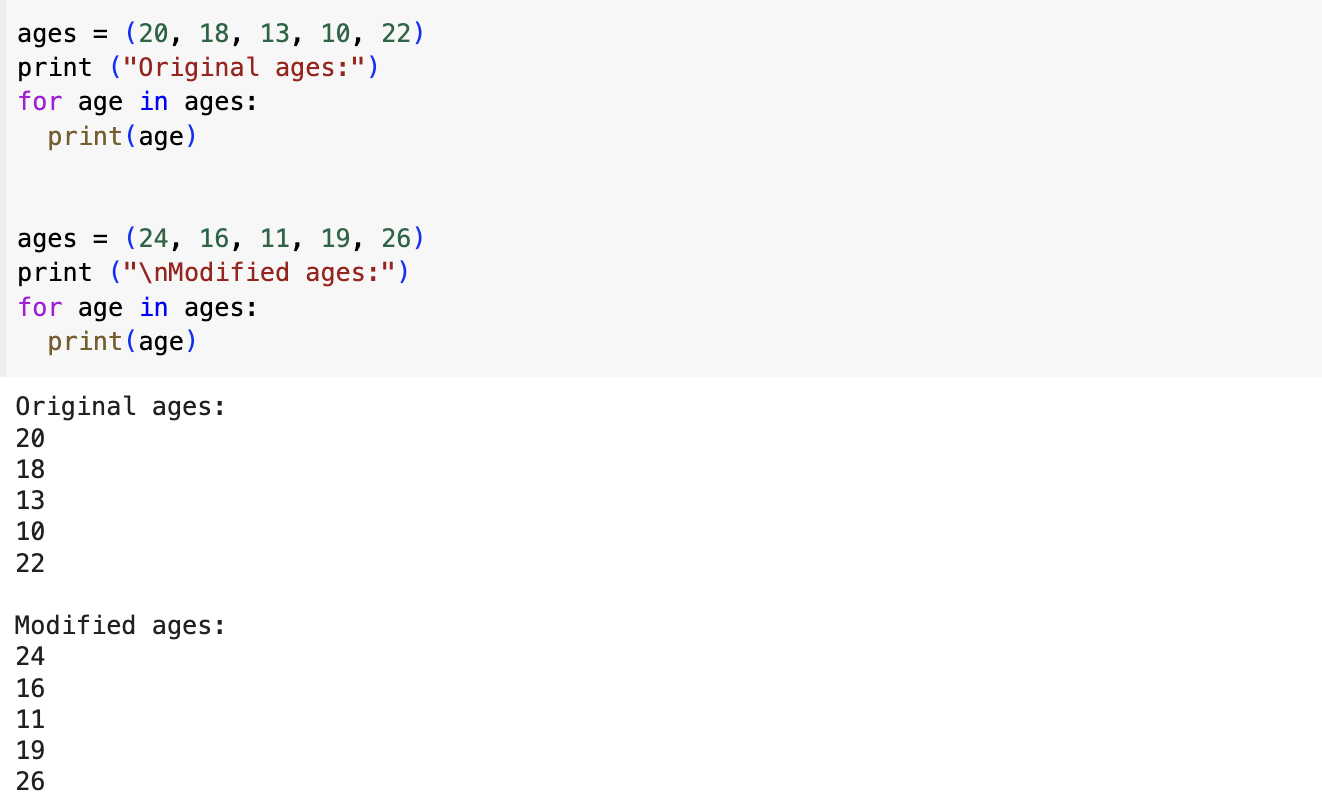 ages = (20, 18, 13, 10, 22)
print ("Original ages:")
for age in ages:
  print(age)
ages = (24, 16, 11, 19, 26)
print ("\nModified ages:")
for age in ages:
  print(age)
Original ages:
20
18
13
10
22
Modified ages:
24
16
11
19
26